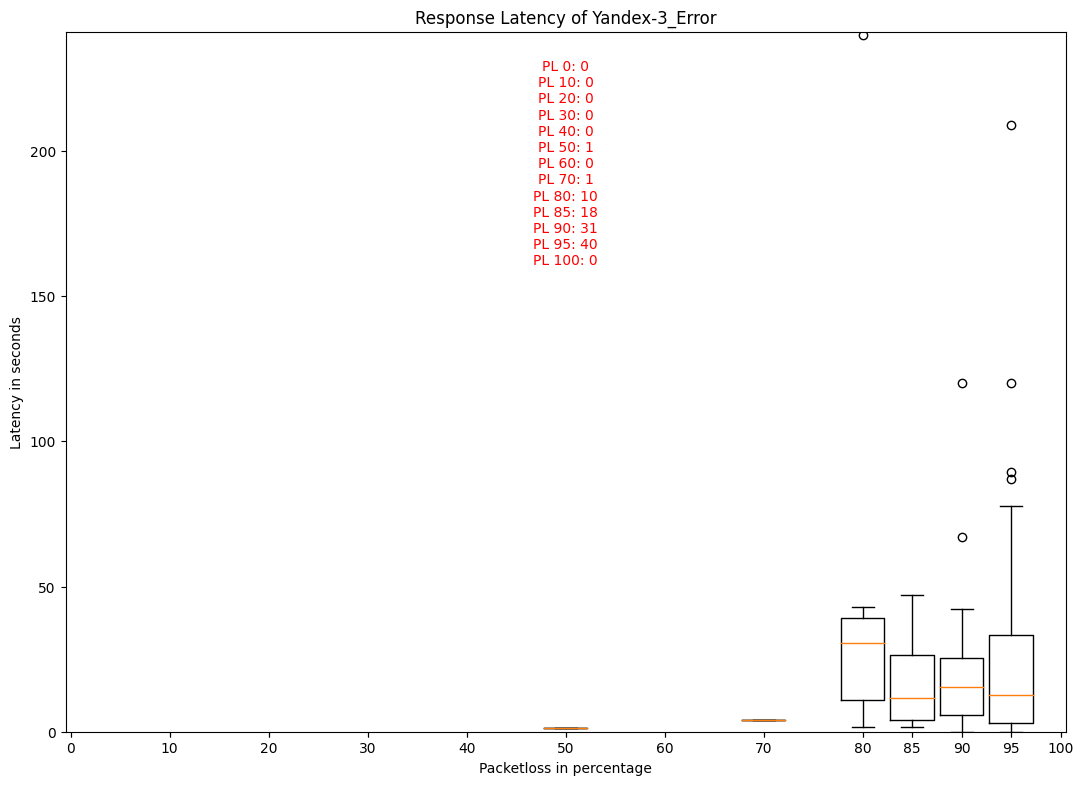 Response Latency of Yandex-3_Error
PL 0: 0
PL 10: 0
PL 20: 0
PL 30: 0
PL 40: 0
PL 50: 1
PL 60: 0
PL 70: 1
PL 80: 10
PL 85: 18
PL 90: 31
PL 95: 40
PL 100: 0
200
150
100
50
0
Latency in seconds
0 10 20 30 40 50 60 70 80 85 90 95 100
Packetloss in percentage